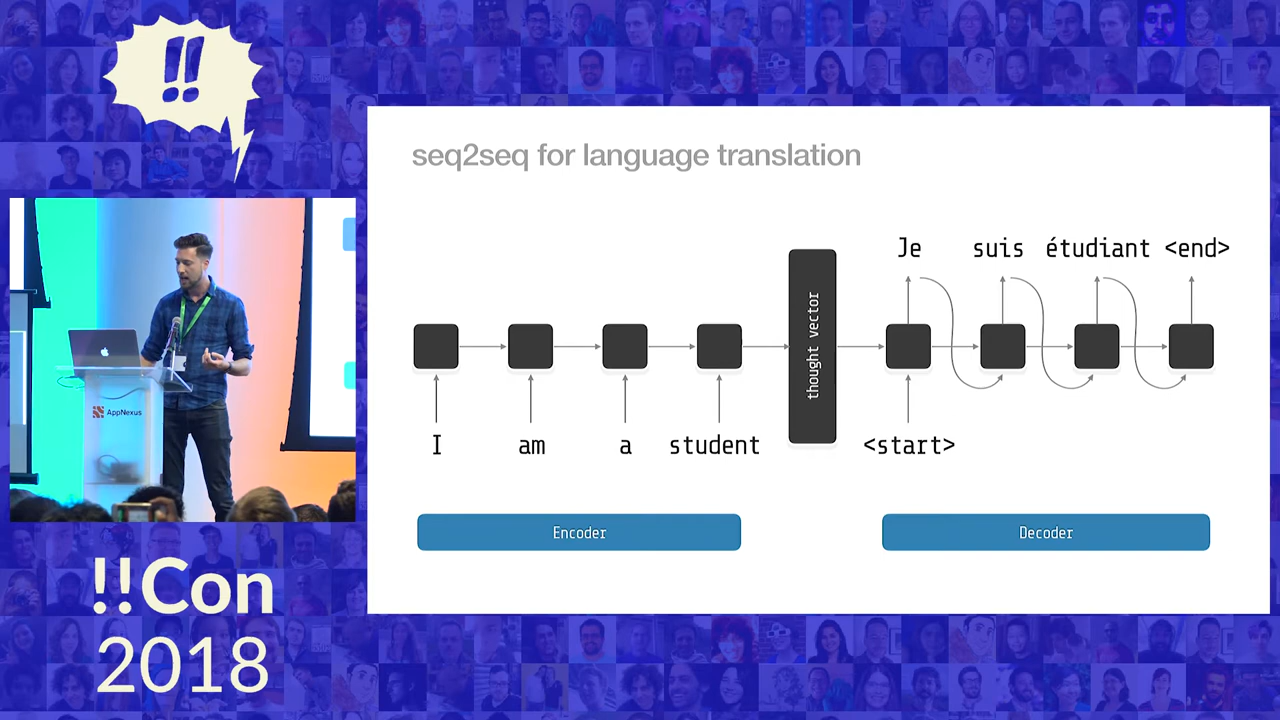 !!
seq2seq for language translation
Je suis étudiant <end>
thought vector
I am a student <start>
Encoder Decoder
AppNexus
!!Con
2018